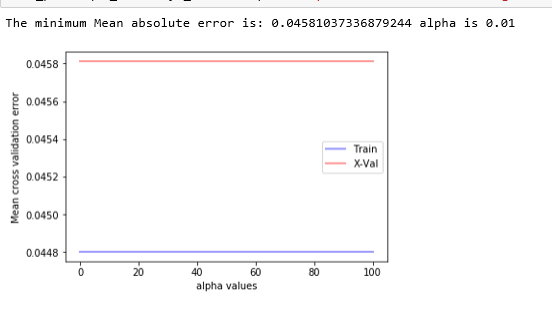 The minimum Mean absolute error is: 0.04581037336879244 alpha is 0.01
0.0458
0.0456
0.0454
0.0452
0.0450
0.0448
Mean cross validation error
Train
X-Val
0 20 40 60 80 100
alpha values